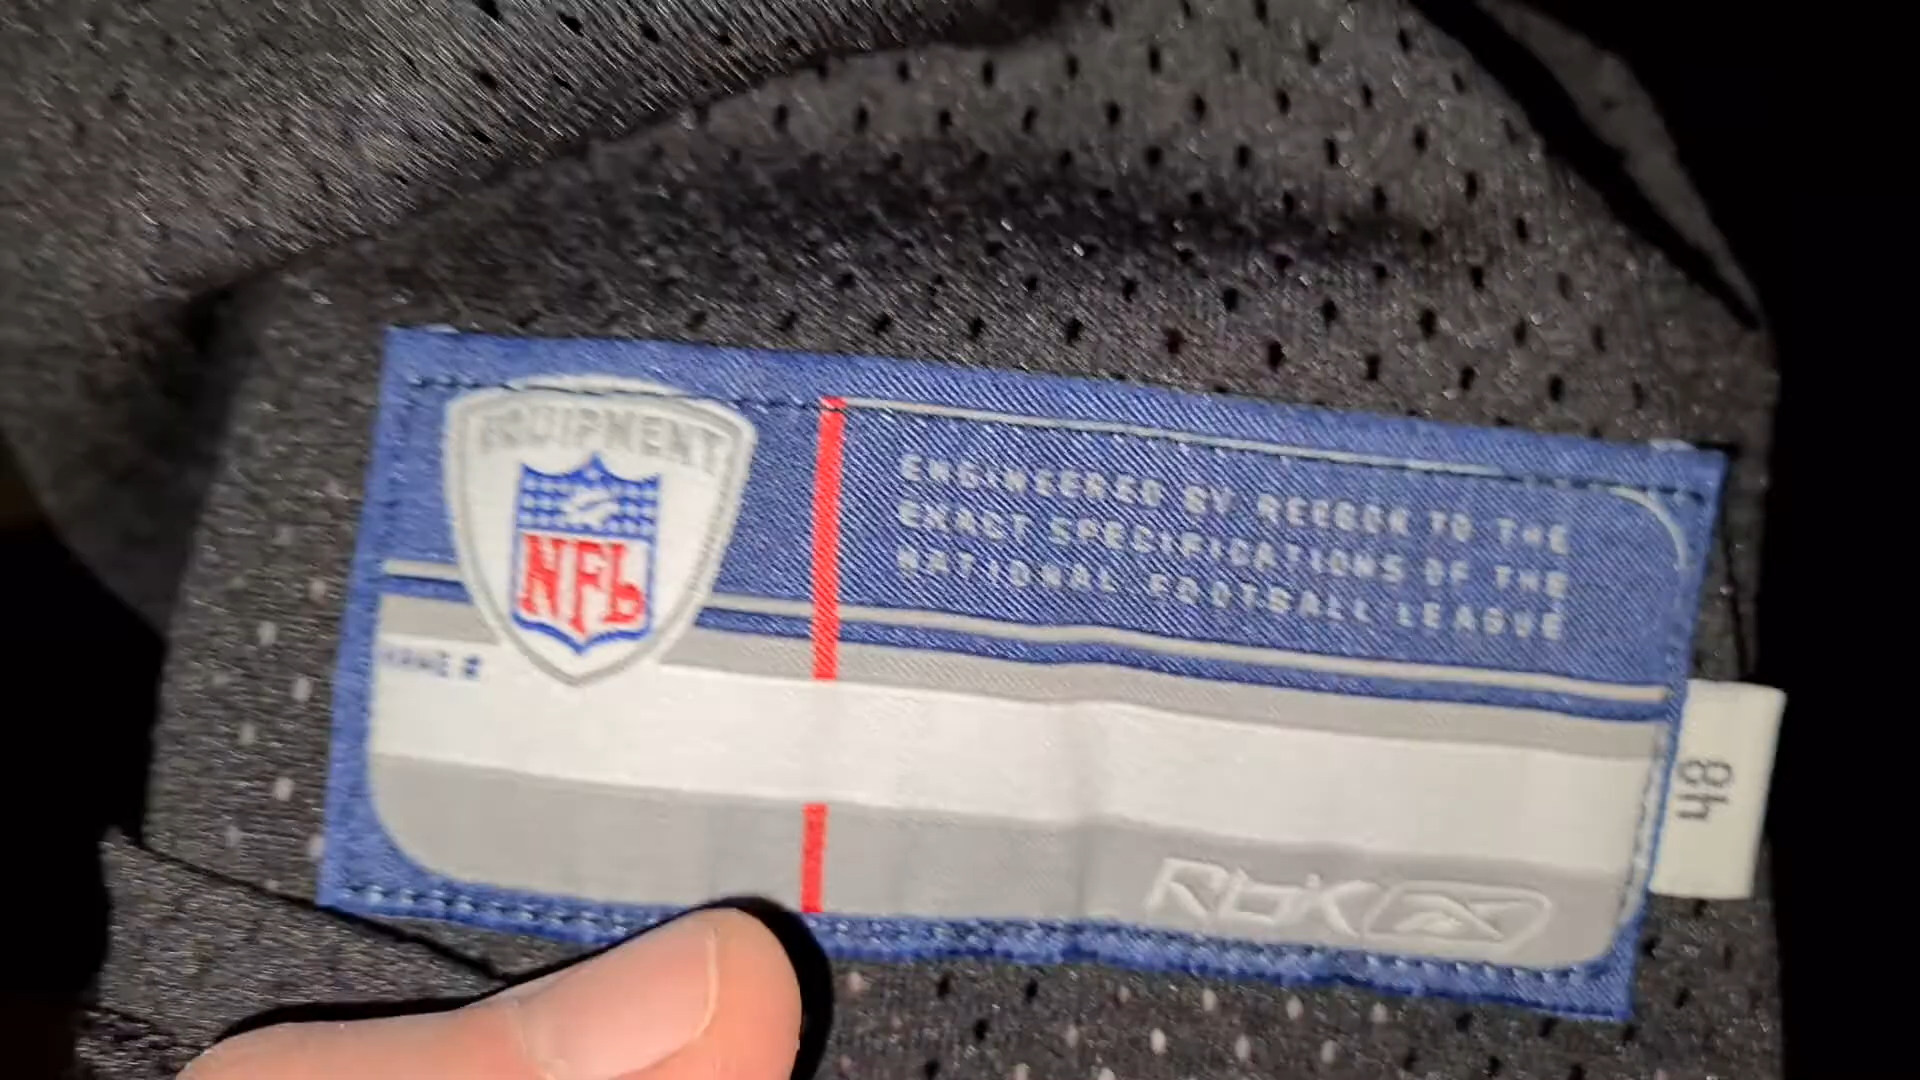 EQUIPMENT
NFL
ENGINEERED BY REEBOK TO THE
EXACT SPECIFICATIONS OF THE
NATIONAL FOOTBALL LEAGUE
NAME #
Rbk
48